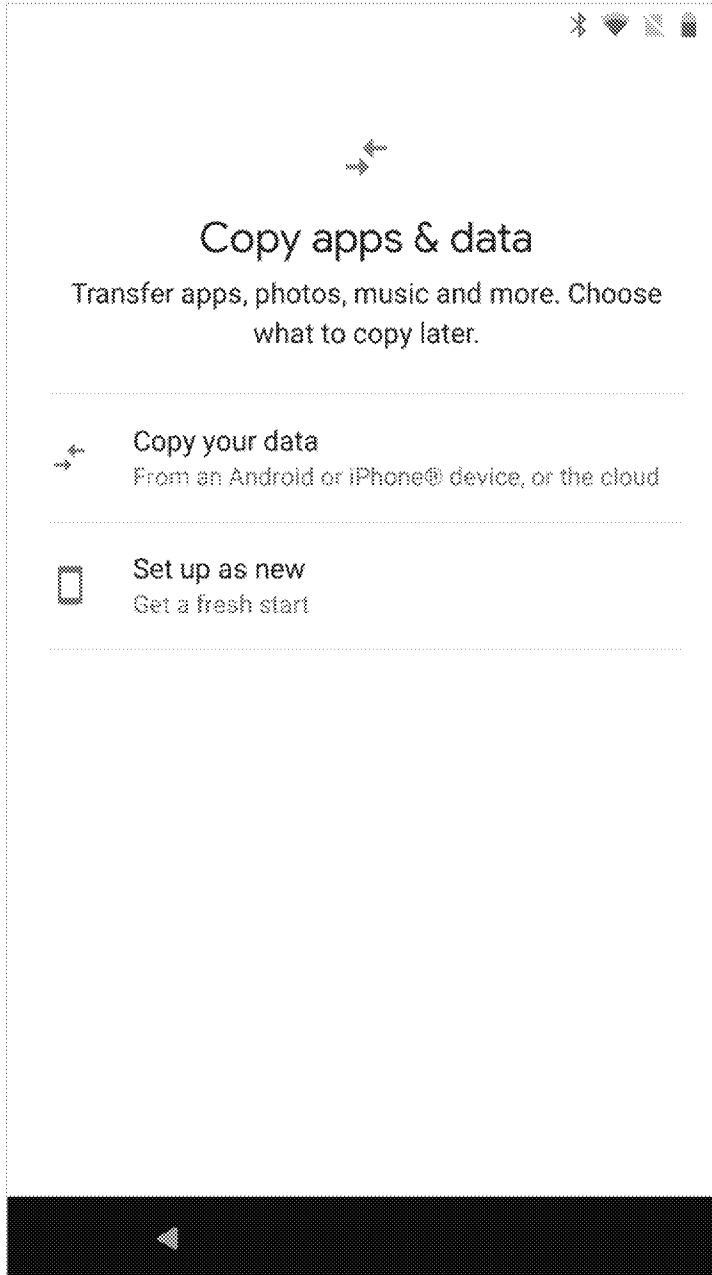 Copy apps & data
Transfer apps, photos, music and more. Choose
what to copy later.
Copy your data
From an Android or iPhone® device, or the cloud
Set up as new
Get a fresh start